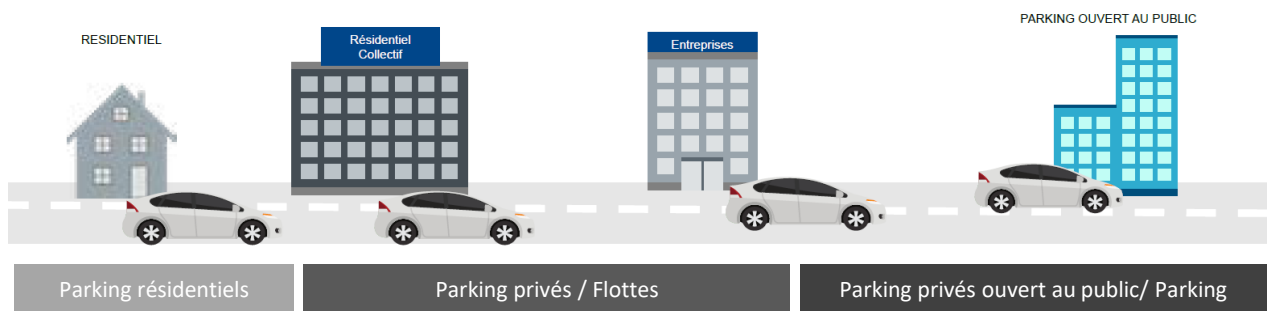 RESIDENTIEL
Résidentiel
Collectif
Entreprises
PARKING OUVERT AU PUBLIC
Parking résidentiels
Parking privés / Flottes
Parking privés ouvert au public/ Parking